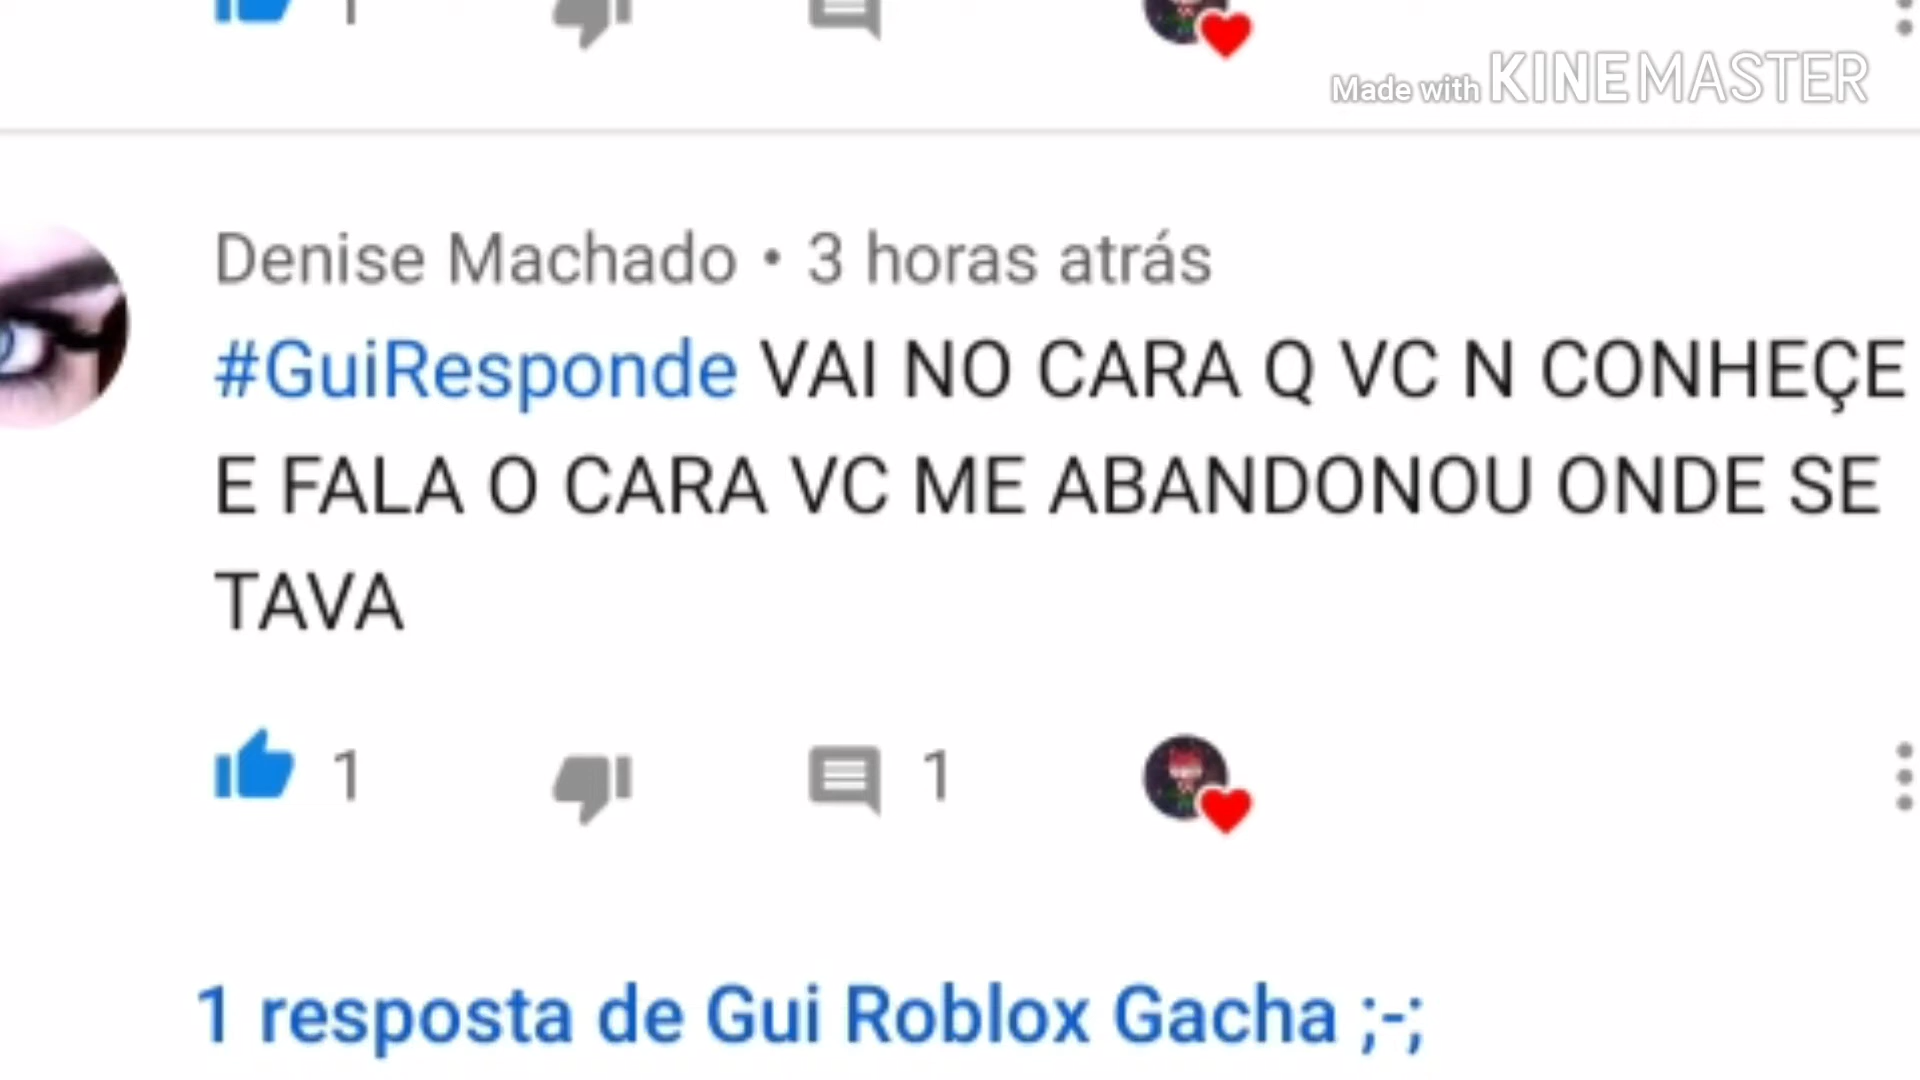 1
Made with KINEMASTER
Denise Machado • 3 horas atrás
#GuiResponde VAI NO CARA Q VC N CONHEÇE
E FALA O CARA VC ME ABANDONOU ONDE SE
TAVA
1 1
1 resposta de Gui Roblox Gacha ;-;